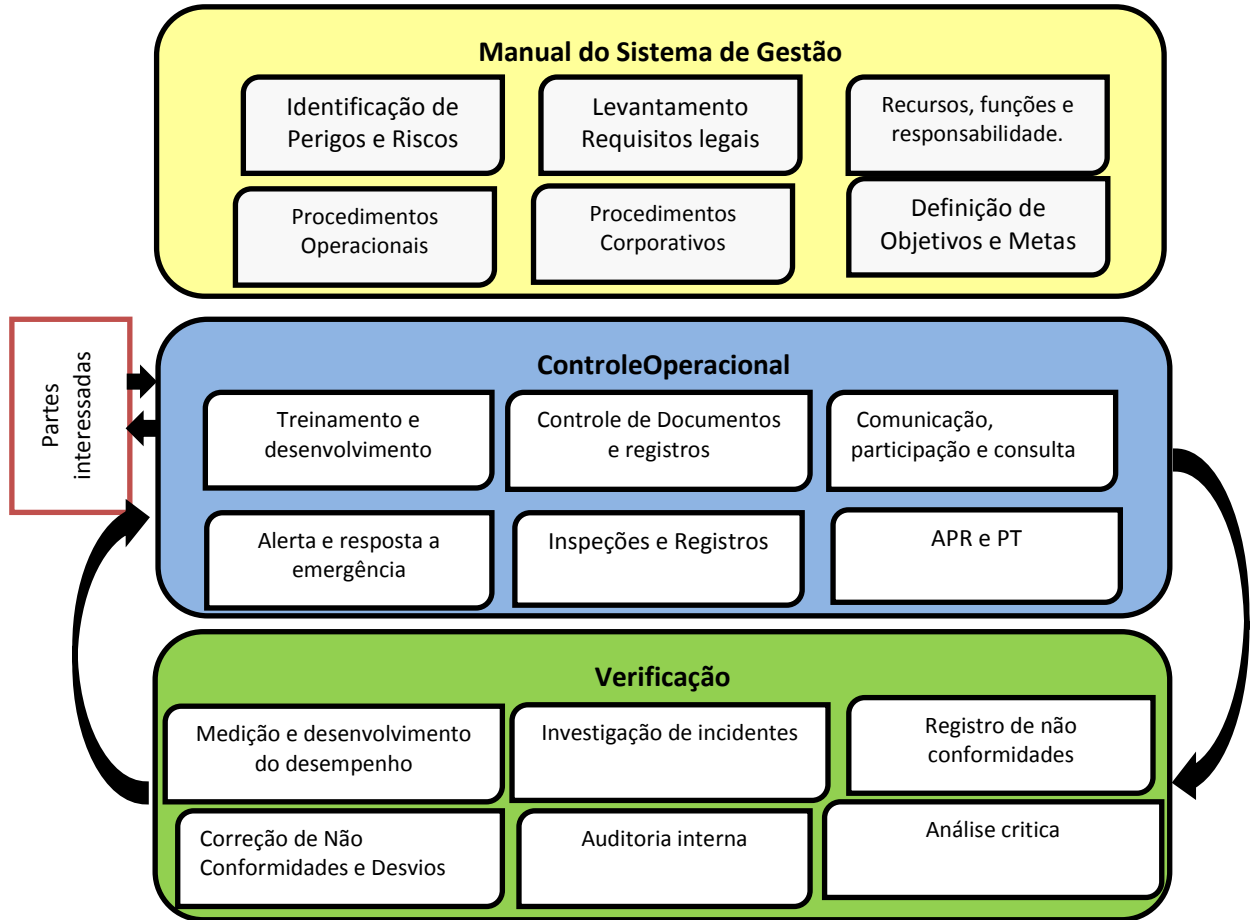 Manual do Sistema de Gestão
Identificação de
Perigos e Riscos
Levantamento
Requisitos legais
Recursos, funções e
responsabilidade.
Procedimentos
Operacionais
Procedimentos
Corporativos
Definição de
Objetivos e Metas
Partes
interessadas
ControleOperacional
Treinamento e
desenvolvimento
Controle de Documentos
e registros
Comunicação,
participação e consulta
Alerta e resposta a
emergência
Inspeções e Registros
APR e PT
Verificação
Medição e desenvolvimento
do desempenho
Investigação de incidentes
Registro de não
conformidades
Correção de Não
Conformidades e Desvios
Auditoria interna
Análise critica